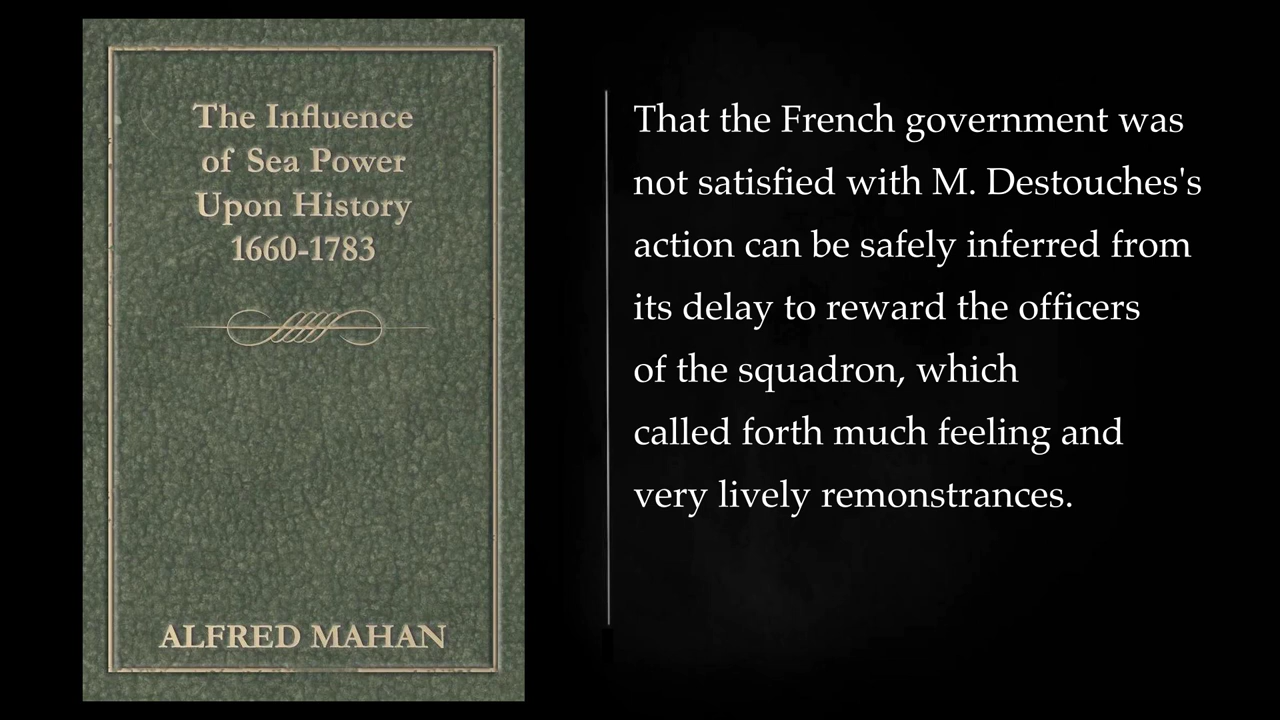 The Influence
of Sea Power
Upon History
1660-1783
ALFRED MAHAN
That the French government was
not satisfied with M. Destouches's
action can be safely inferred from
its delay to reward the officers
of the squadron, which
called forth much feeling and
very lively remonstrances.